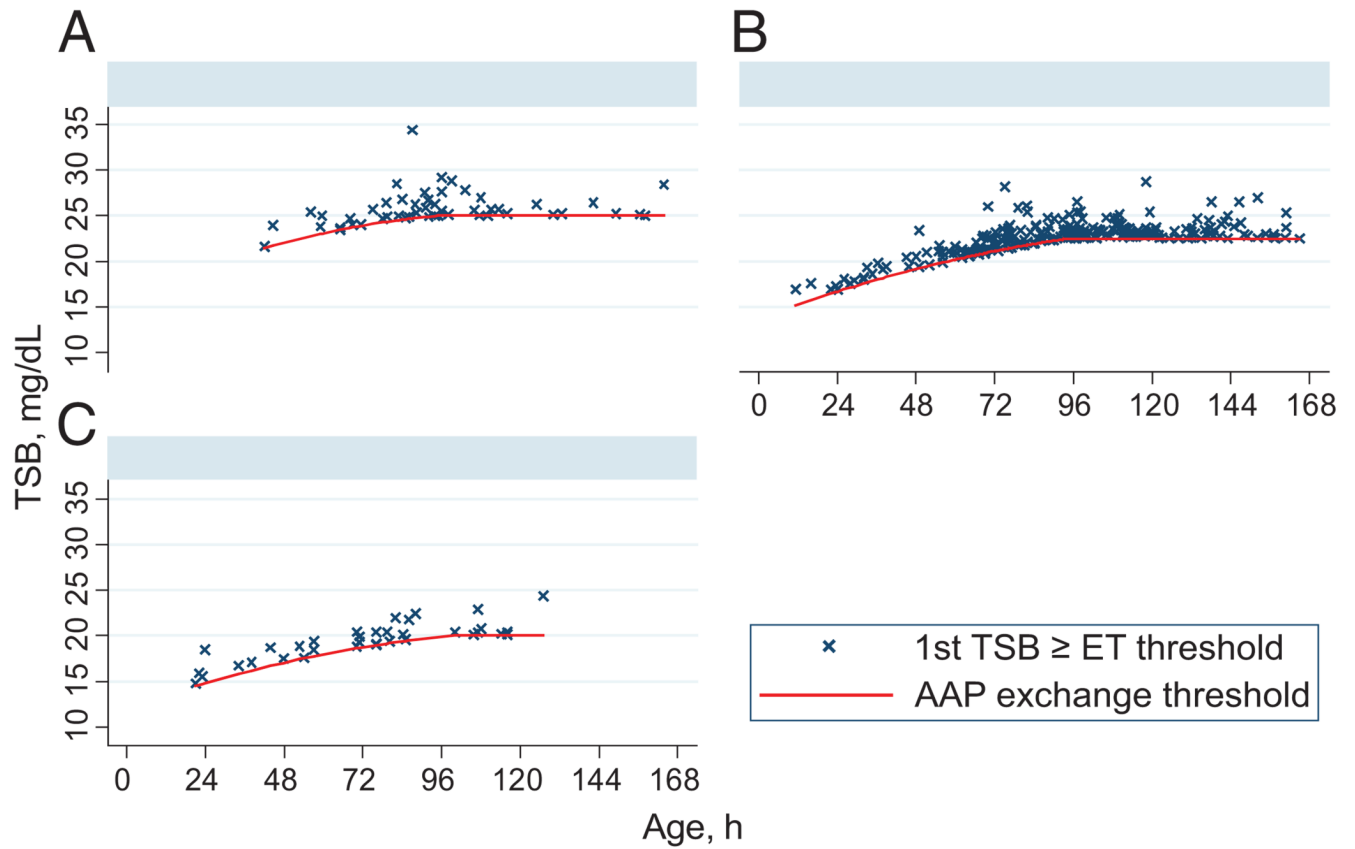 A
B
35
30
25
20
15
10
0 24 48 72 96 120 144 168
TSB, mg/dL
C
35
30
25
20
15
10
0 24 48 72 96 120 144 168
Age, h
1st TSB ≥ ET threshold
AAP exchange threshold